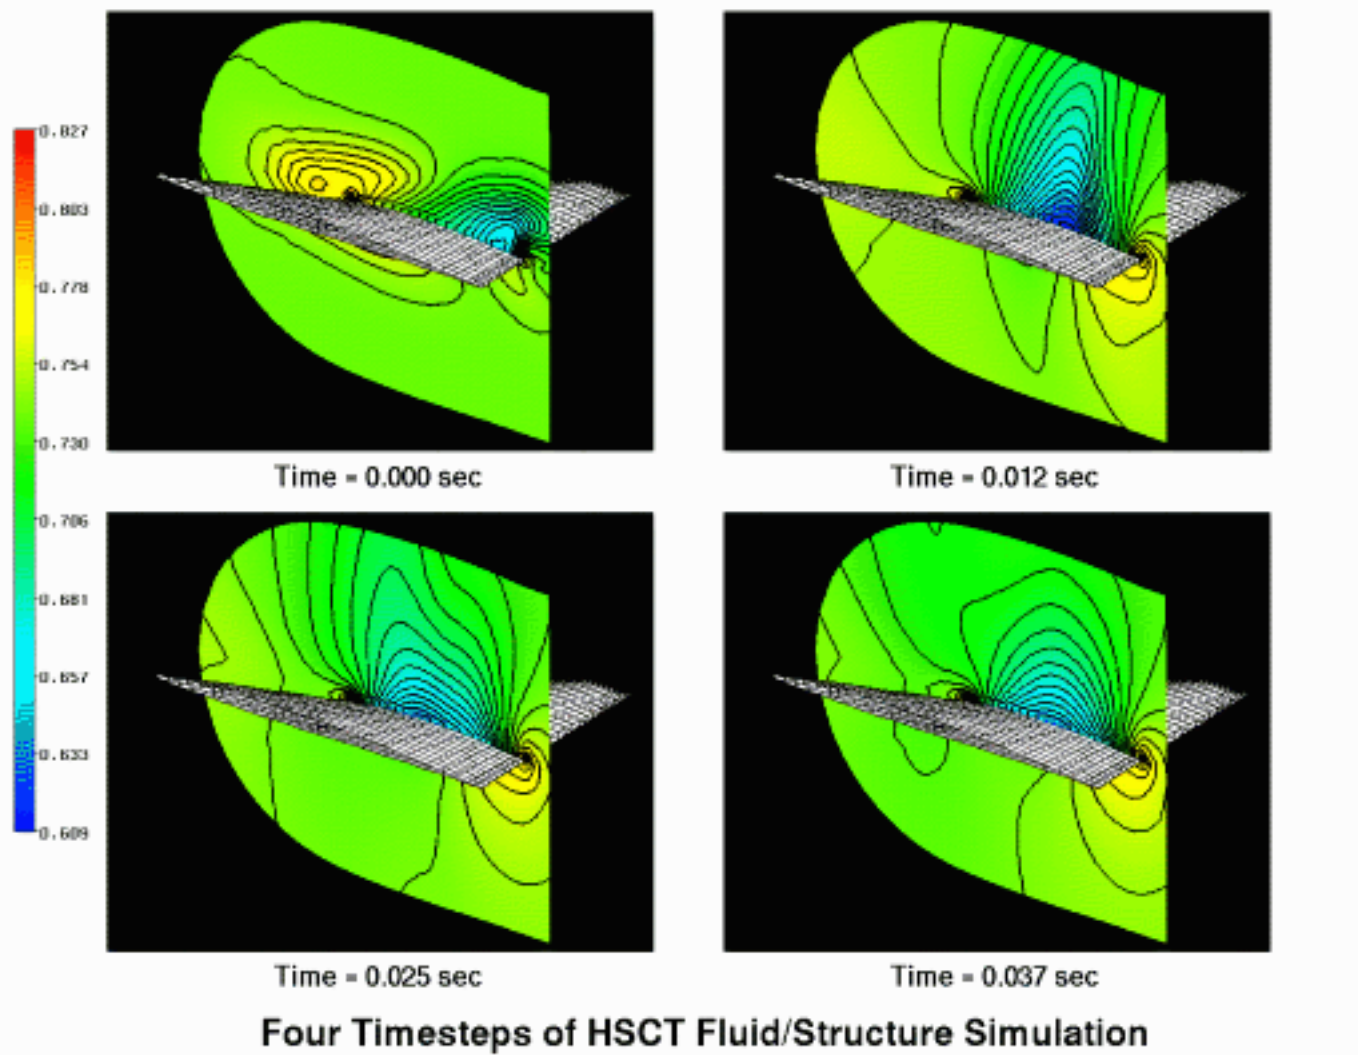 0.827
0.803
0.778
0.754
0.730
0.706
0.681
0.657
0.633
0.609
Time = 0.000 sec
Time = 0.012 sec
Time = 0.025 sec
Time = 0.037 sec
Four Timesteps of HSCT Fluid/Structure Simulation